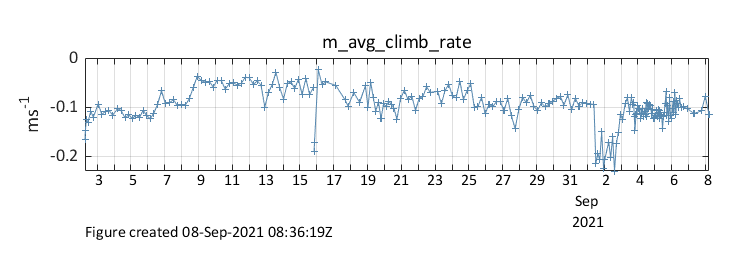 m_avg_climb_rate
0
-0.1
-0.2
ms-1
3 5 7 9 11 13 15 17 19 21 23 25 27 29 31 2 4 6 8
Sep
2021
Figure created 08-Sep-2021 08:36:19Z